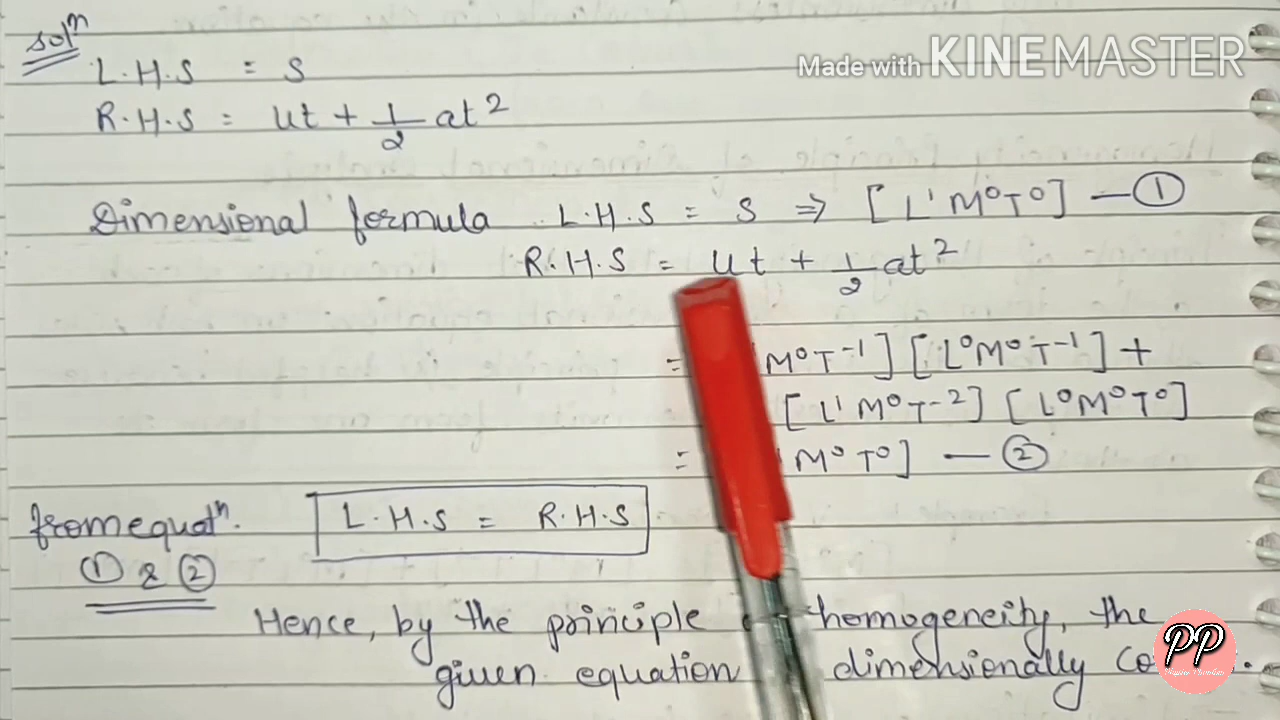 Solⁿ
Made with KINEMASTER
L.H.S = S
R.H.S = ut + 1/2 at²
Dimensional formula L.H.S = S ⇒ [L¹M⁰T⁰] — ①
R.H.S = ut + 1/2 at²
= M⁰T⁻¹] [L⁰M⁰T⁻¹] +
[L¹M⁰T⁻²] [L⁰M⁰T⁰]
= M⁰T⁰] — ②
from equatⁿ. L.H.S = R.H.S
① & ②
Hence, by the principle homogeneity, the
given equation dimensionally
PP